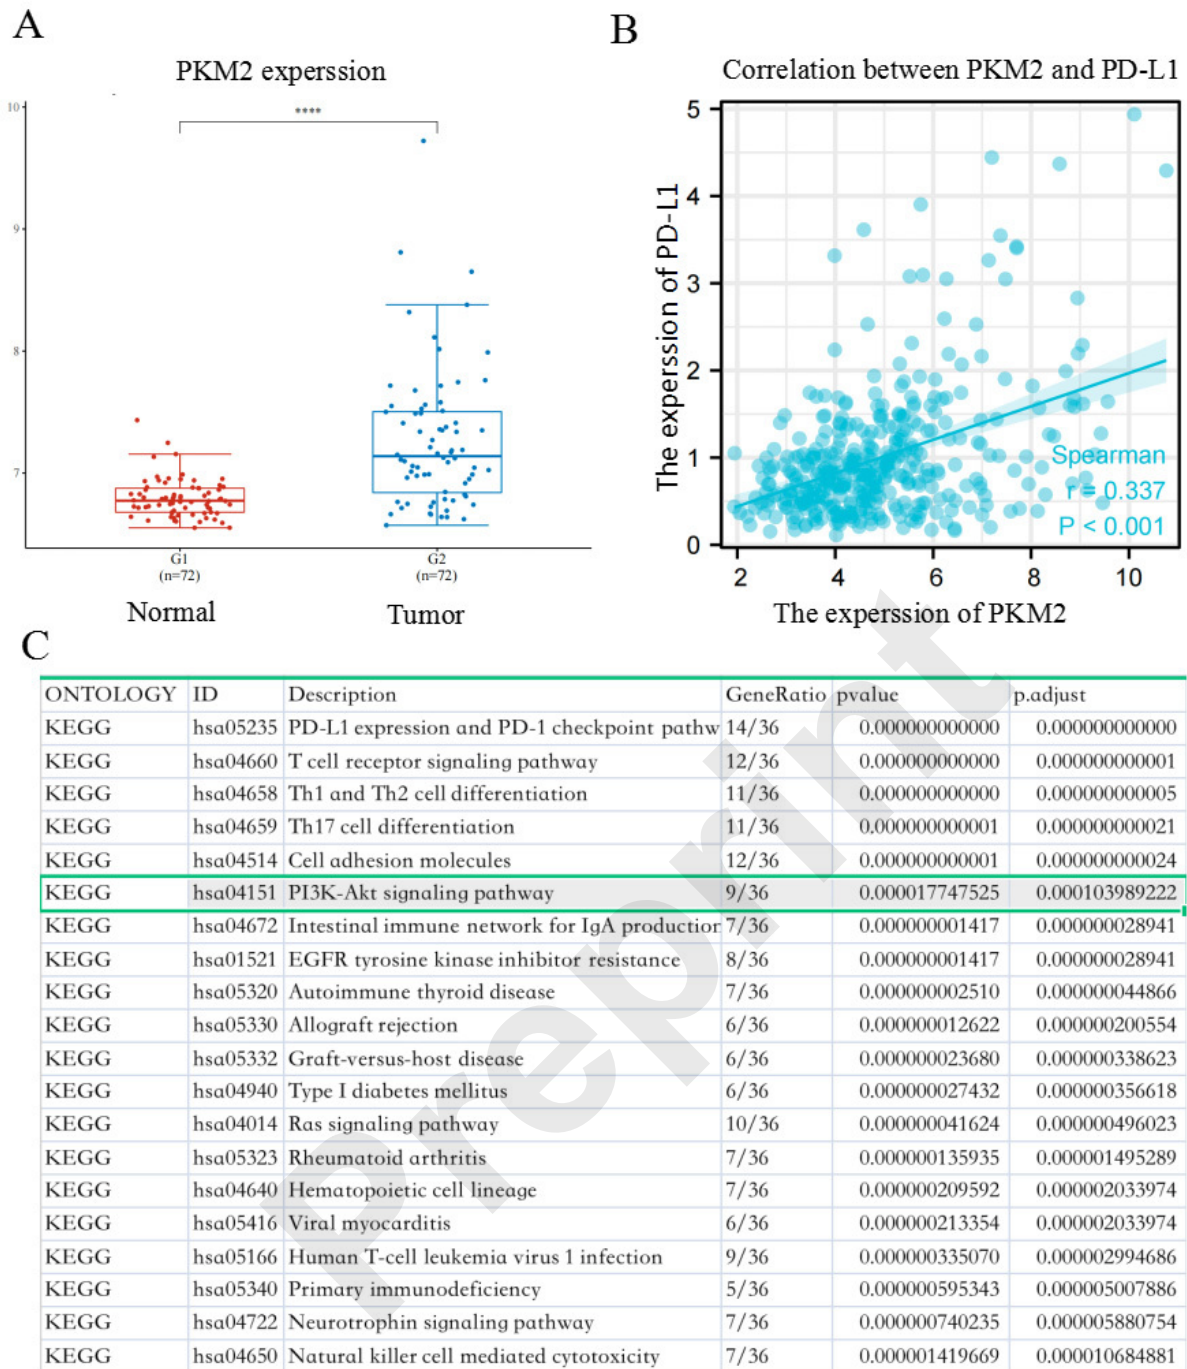 A
PKM2 experssion
10
9
8
7
****
G1
(n=72)
G2
(n=72)
Normal
Tumor
B
Correlation between PKM2 and PD-L1
The experssion of PD-L1
5
4
3
2
1
0
Spearman
r = 0.337
P < 0.001
2 4 6 8 10
The experssion of PKM2
C
ONTOLOGY ID Description GeneRatio pvalue p.adjust
KEGG hsa05235 PD-L1 expression and PD-1 checkpoint pathw 14/36 0.000000000000 0.000000000000
KEGG hsa04660 T cell receptor signaling pathway 12/36 0.000000000000 0.000000000001
KEGG hsa04658 Th1 and Th2 cell differentiation 11/36 0.000000000000 0.000000000005
KEGG hsa04659 Th17 cell differentiation 11/36 0.000000000001 0.000000000021
KEGG hsa04514 Cell adhesion molecules 12/36 0.000000000001 0.000000000024
KEGG hsa04151 PI3K-Akt signaling pathway 9/36 0.000017747525 0.000103989222
KEGG hsa04672 Intestinal immune network for IgA production 7/36 0.000000001417 0.000000028941
KEGG hsa01521 EGFR tyrosine kinase inhibitor resistance 8/36 0.000000001417 0.000000028941
KEGG hsa05320 Autoimmune thyroid disease 7/36 0.000000002510 0.000000044866
KEGG hsa05330 Allograft rejection 6/36 0.000000012622 0.000000200554
KEGG hsa05332 Graft-versus-host disease 6/36 0.000000023680 0.000000338623
KEGG hsa04940 Type I diabetes mellitus 6/36 0.000000027432 0.000000356618
KEGG hsa04014 Ras signaling pathway 10/36 0.000000041624 0.000000496023
KEGG hsa05323 Rheumatoid arthritis 7/36 0.000000135935 0.000001495289
KEGG hsa04640 Hematopoietic cell lineage 7/36 0.000000209592 0.000002033974
KEGG hsa05416 Viral myocarditis 6/36 0.000000213354 0.000002033974
KEGG hsa05166 Human T-cell leukemia virus 1 infection 9/36 0.000000335070 0.000002994686
KEGG hsa05340 Primary immunodeficiency 5/36 0.000000595343 0.000005007886
KEGG hsa04722 Neurotrophin signaling pathway 7/36 0.000000740235 0.000005880754
KEGG hsa04650 Natural killer cell mediated cytotoxicity 7/36 0.000001419669 0.000010684881
Preprint